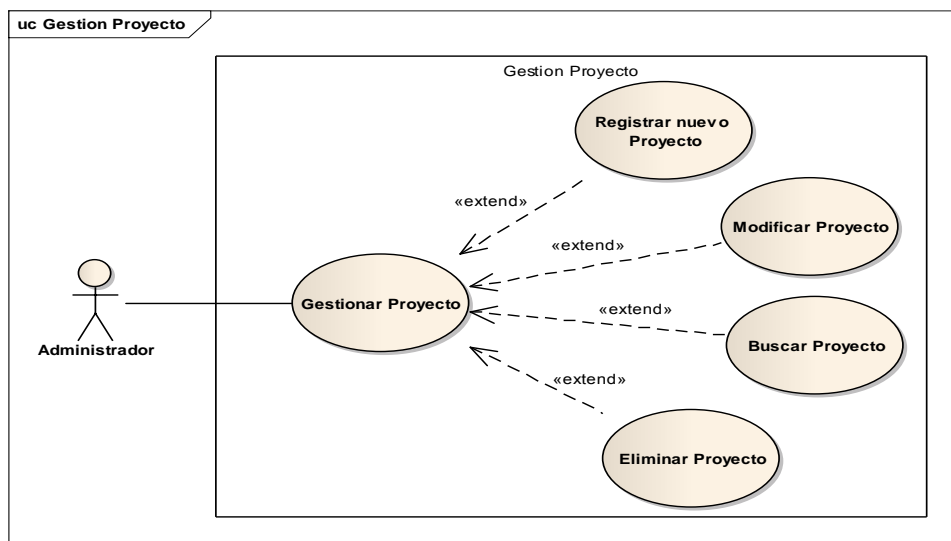 uc Gestion Proyecto
Gestion Proyecto
Registrar nuevo
Proyecto
«extend»
Modificar Proyecto
«extend»
Gestionar Proyecto
«extend»
Buscar Proyecto
Administrador
«extend»
Eliminar Proyecto